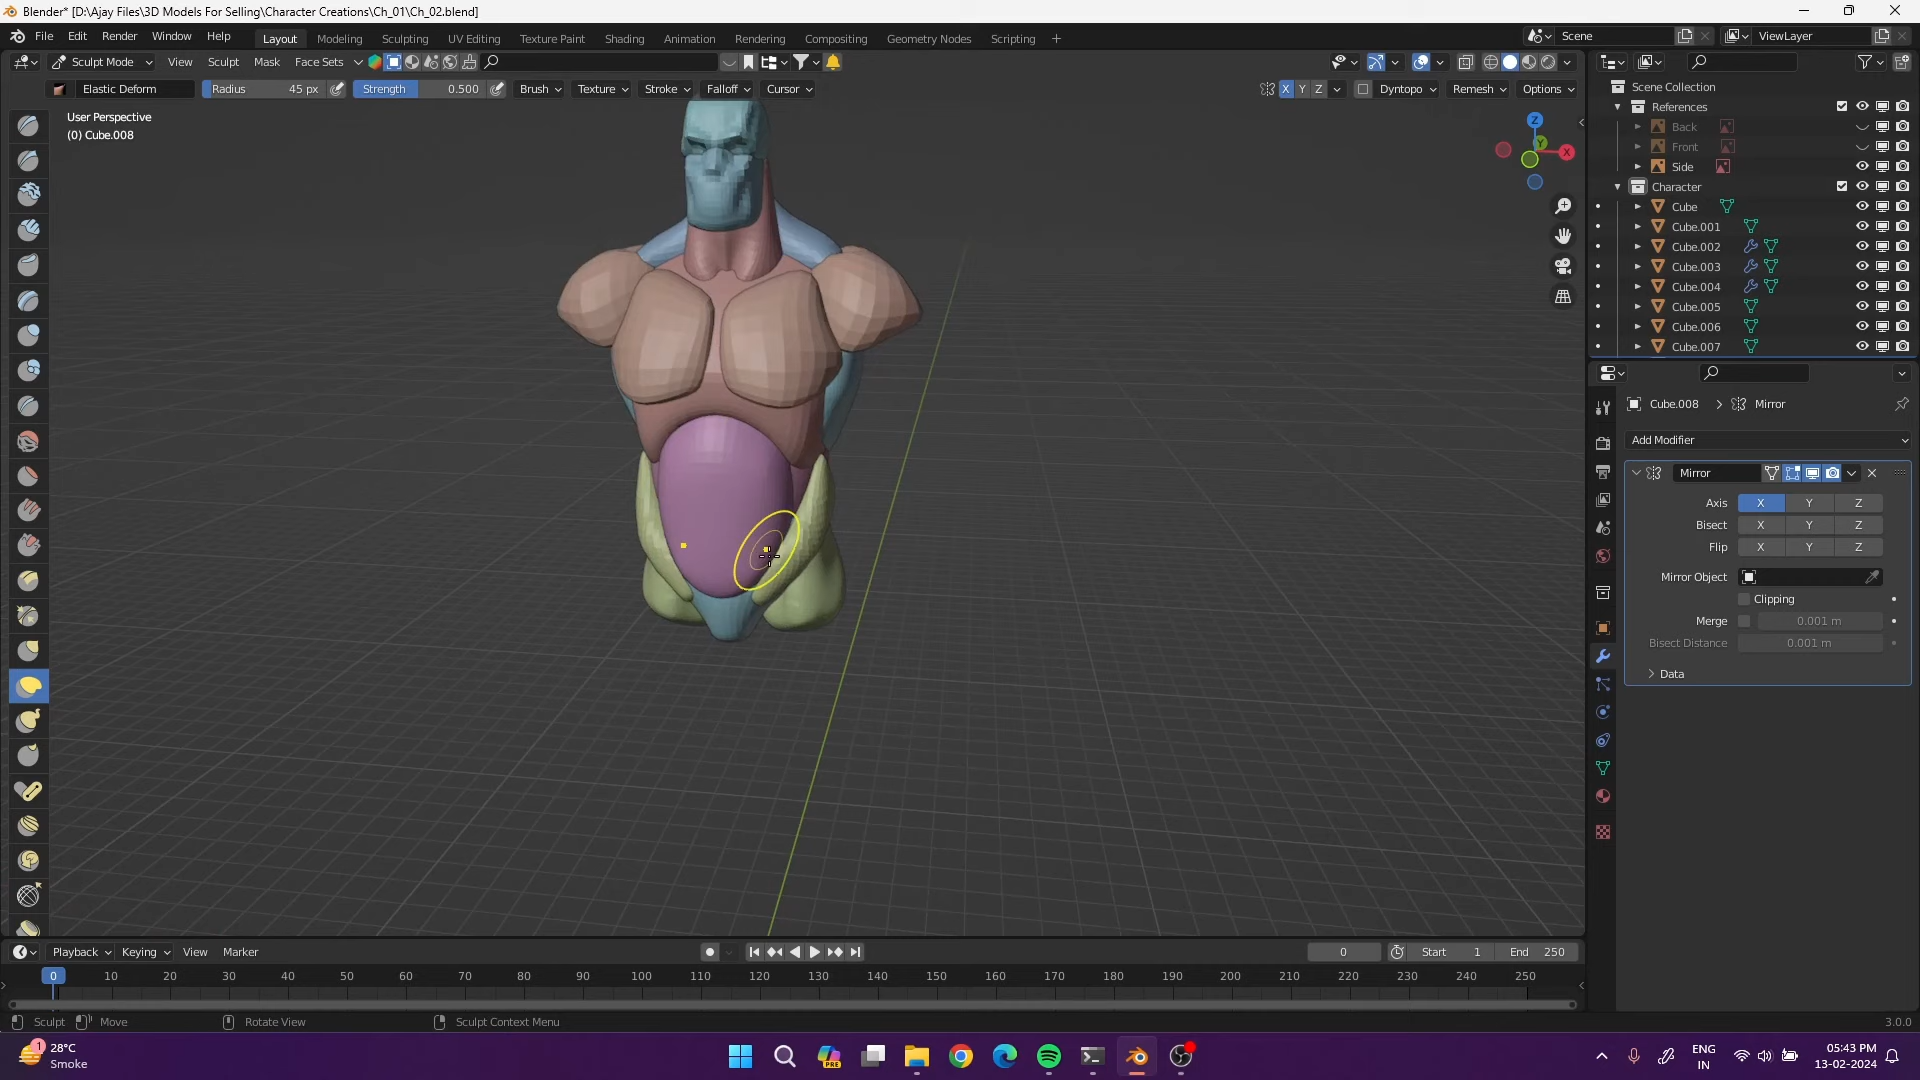 Blender* [D:\Ajay Files\3D Models For Selling\Character Creations\Ch_01\Ch_02.blend]
File Edit Render Window Help Layout Modeling Sculpting UV Editing Texture Paint Shading Animation Rendering Compositing Geometry Nodes Scripting + Scene ViewLayer
Sculpt Mode View Sculpt Mask Face Sets
Elastic Deform Radius 45 px Strength 0.500 Brush Texture Stroke Falloff Cursor X Y Z Dyntopo Remesh Options
User Perspective
(0) Cube.008
Z
Y
X
Scene Collection
References
Back
Front
Side
Character
Cube
Cube.001
Cube.002
Cube.003
Cube.004
Cube.005
Cube.006
Cube.007
Cube.008 > Mirror
Add Modifier
Mirror
Axis X Y Z
Bisect X Y Z
Flip X Y Z
Mirror Object
Clipping
Merge 0.001 m
Bisect Distance 0.001 m
Data
Playback Keying View Marker 0 Start 1 End 250
0 10 20 30 40 50 60 70 80 90 100 110 120 130 140 150 160 170 180 190 200 210 220 230 240 250
Sculpt Move Rotate View Sculpt Context Menu 3.0.0
1
28°C
Smoke
PRE
ENG
IN
05:43 PM
13-02-2024